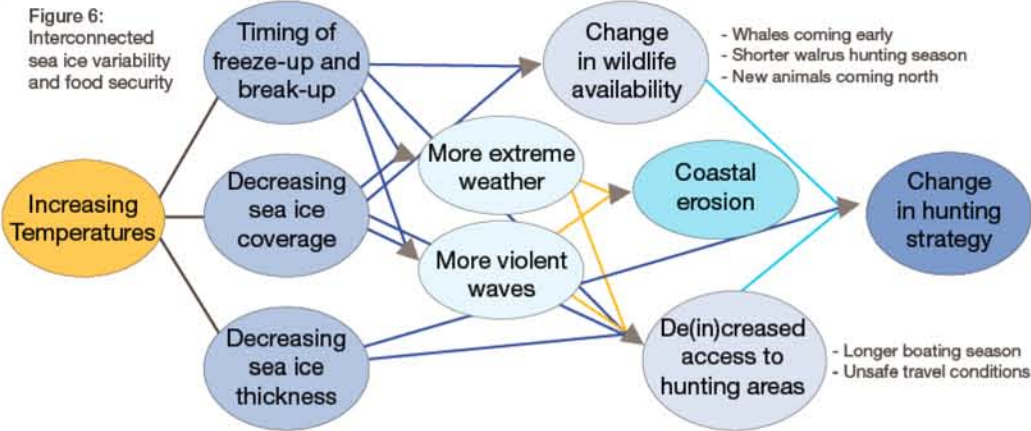 Figure 6:
Interconnected
sea ice variability
and food security
Increasing
Temperatures
Timing of
freeze-up and
break-up
Decreasing
sea ice
coverage
Decreasing
sea ice
thickness
More extreme
weather
More violent
waves
Change
in wildlife
availability
- Whales coming early
- Shorter walrus hunting season
- New animals coming north
Coastal
erosion
De(in)creased
access to
hunting areas
- Longer boating season
- Unsafe travel conditions
Change
in hunting
strategy